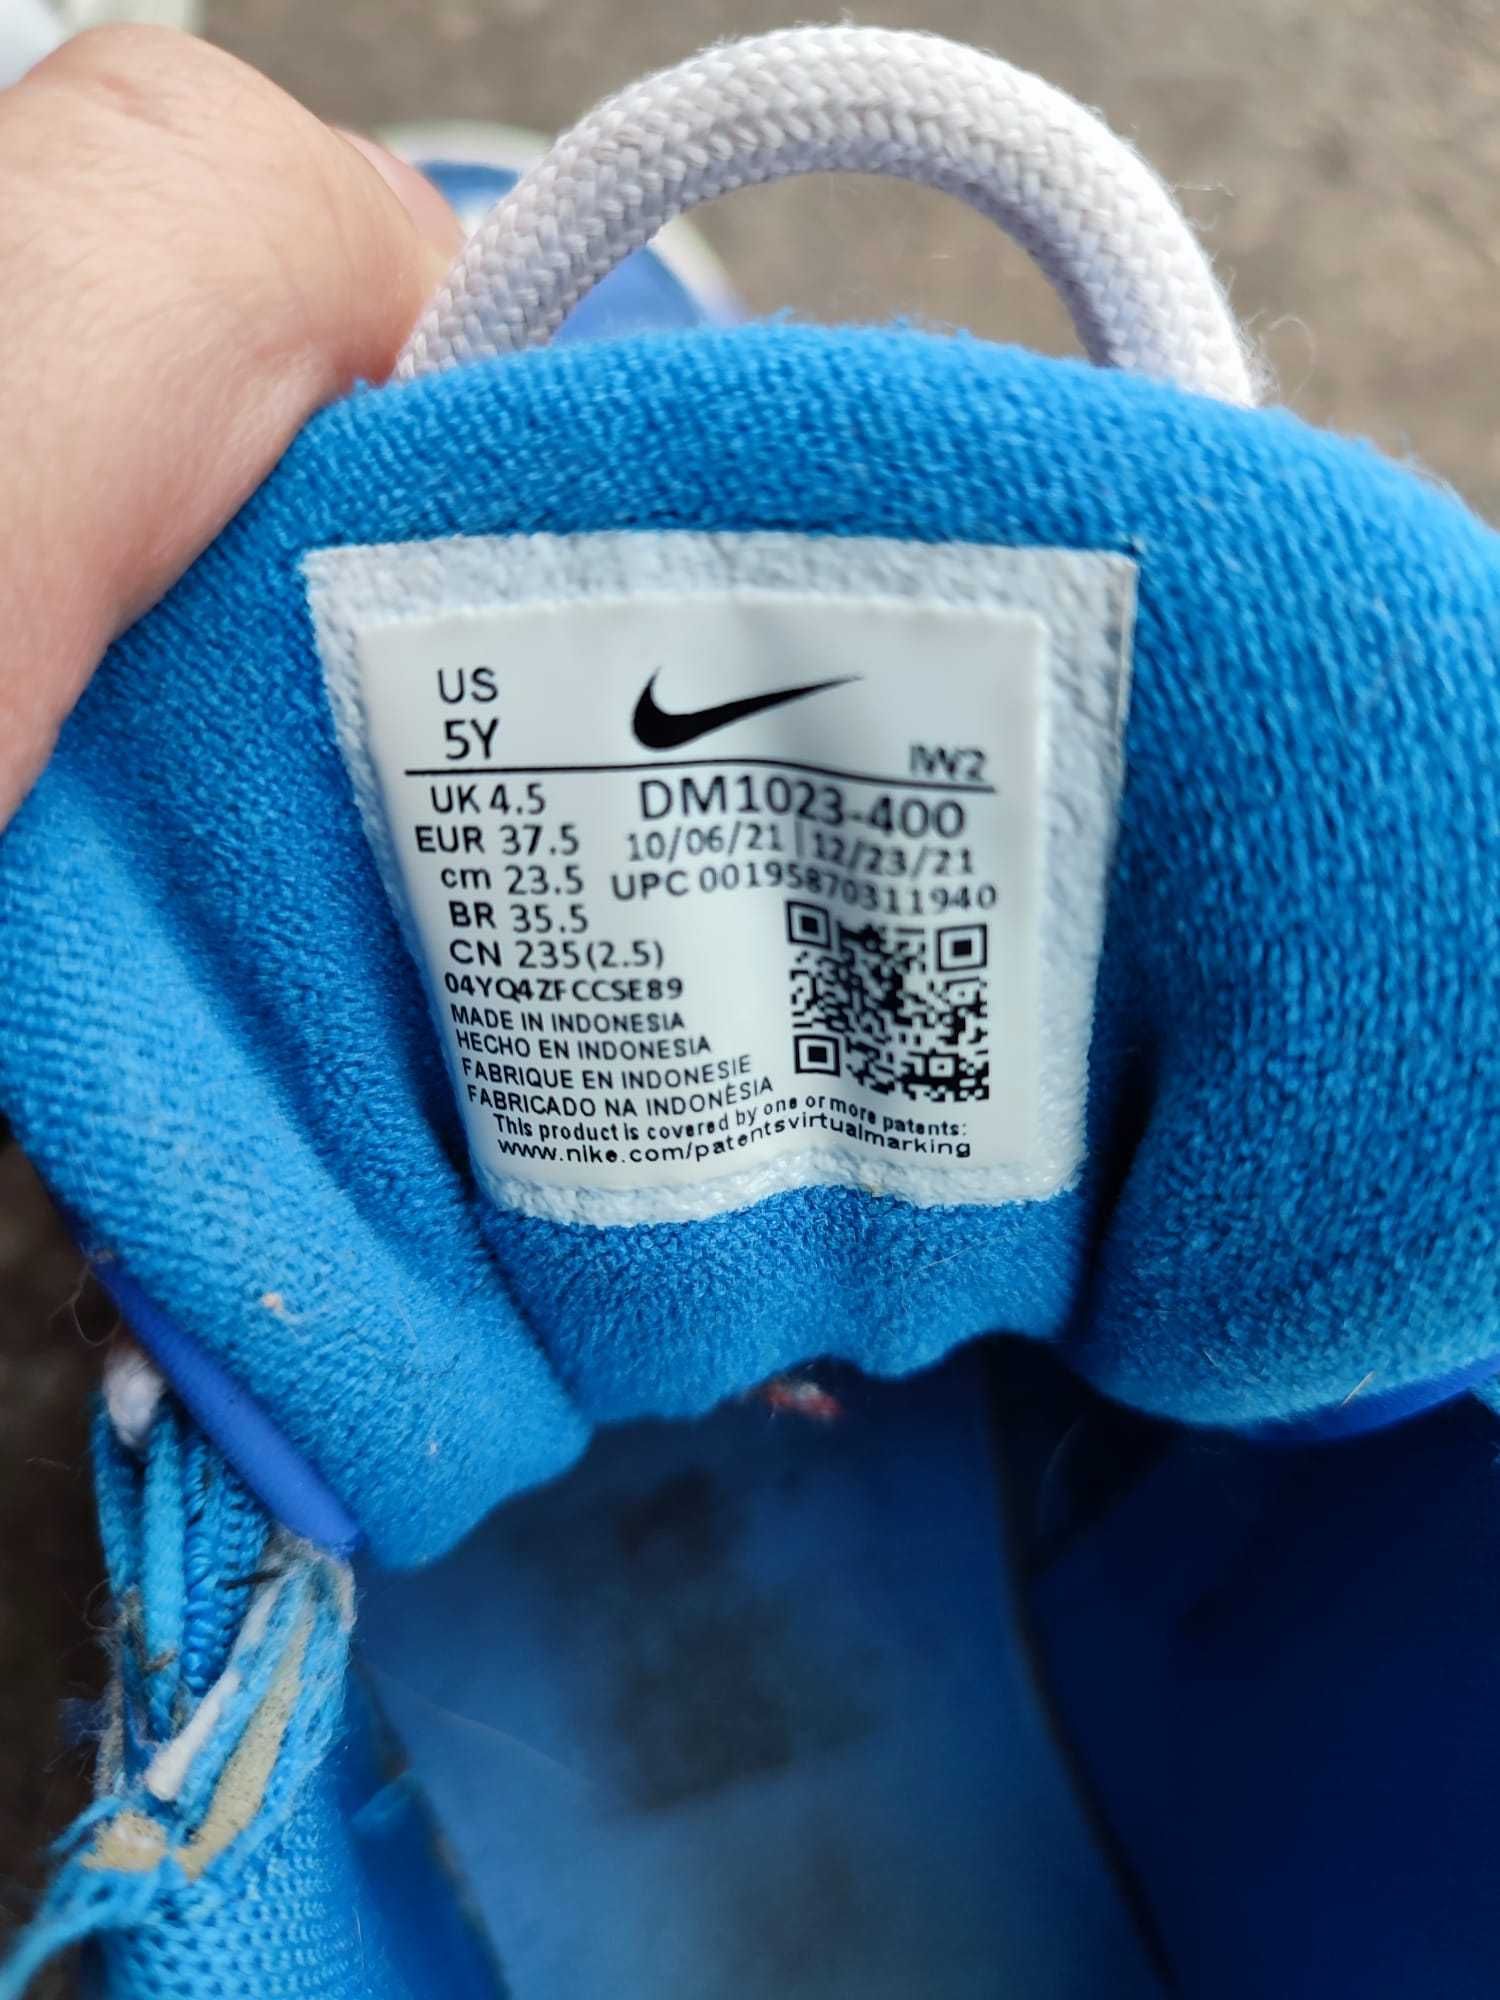 US
5Y
IW2
UK 4.5
EUR 37.5
cm 23.5
BR 35.5
CN 235(2.5)
DM1023-400
10/06/21 | 12/23/21
UPC 00195870311940
04YQ4ZFCCSE89
MADE IN INDONESIA
HECHO EN INDONESIA
FABRIQUE EN INDONESIE
FABRICADO NA INDONÉSIA
This product is covered by one or more patents:
www.nike.com/patentsvirtualmarking